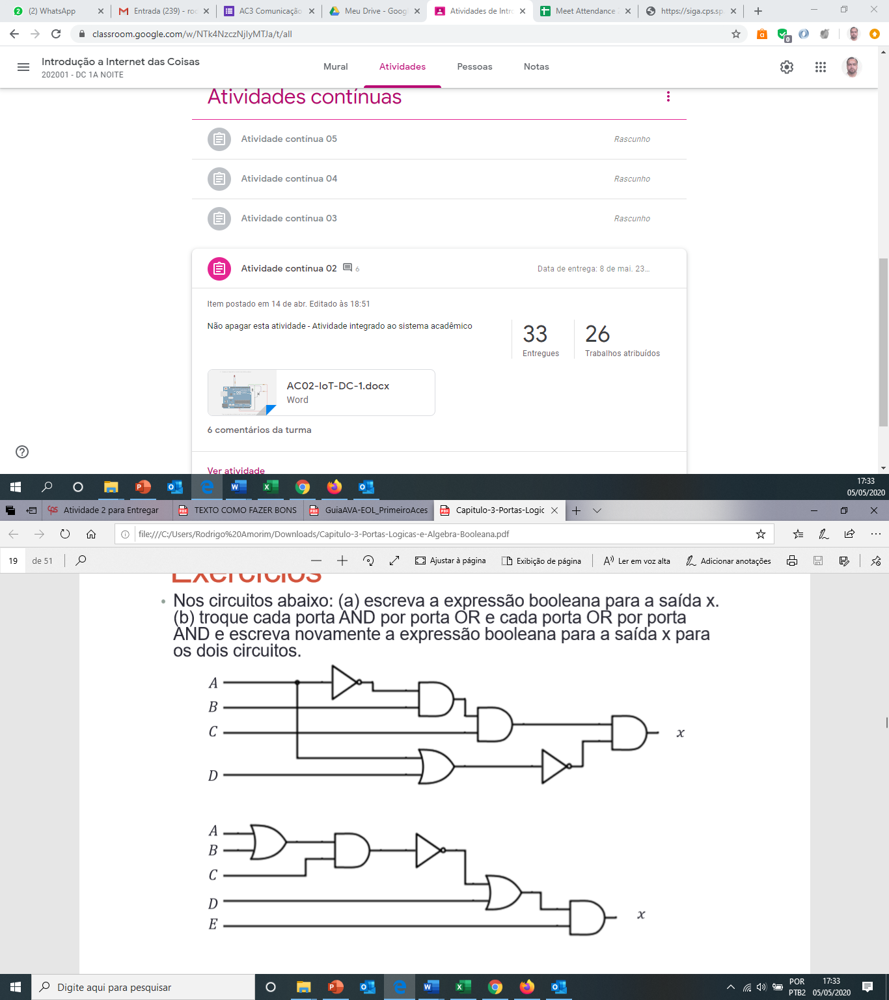 (2) WhatsApp
Entrada (239) - roc
AC3 Comunicação
Meu Drive - Googl
Atividades de Intro
Meet Attendance
https://siga.cps.sp.
classroom.google.com/w/NTk4NzczNjIyMTJa/t/all
0
Introdução a Internet das Coisas
202001 - DC 1A NOITE
Mural
Atividades
Pessoas
Notas
Atividades contínuas
Atividade contínua 05
Rascunho
Atividade contínua 04
Rascunho
Atividade contínua 03
Rascunho
Atividade contínua 02
6
Data de entrega: 8 de mai. 23...
Item postado em 14 de abr. Editado às 18:51
Não apagar esta atividade - Atividade integrado ao sistema acadêmico
33
Entregues
26
Trabalhos atribuídos
AC02-IoT-DC-1.docx
Word
6 comentários da turma
Ver atividade
17:33
05/05/2020
Atividade 2 para Entregar
TEXTO COMO FAZER BONS
GuiaAVA-EOL_PrimeiroAces
Capitulo-3-Portas-Logic
file:///C:/Users/Rodrigo%20Amorim/Downloads/Capitulo-3-Portas-Logicas-e-Algebra-Booleana.pdf
19
de 51
Ajustar à página
Exibição de página
Ler em voz alta
Adicionar anotações
Exercícios
• Nos circuitos abaixo: (a) escreva a expressão booleana para a saída x.
(b) troque cada porta AND por porta OR e cada porta OR por porta
AND e escreva novamente a expressão booleana para a saída x para
os dois circuitos.
A
B
C
x
D
A
B
C
D
x
E
Digite aqui para pesquisar
POR
PTB2
17:33
05/05/2020